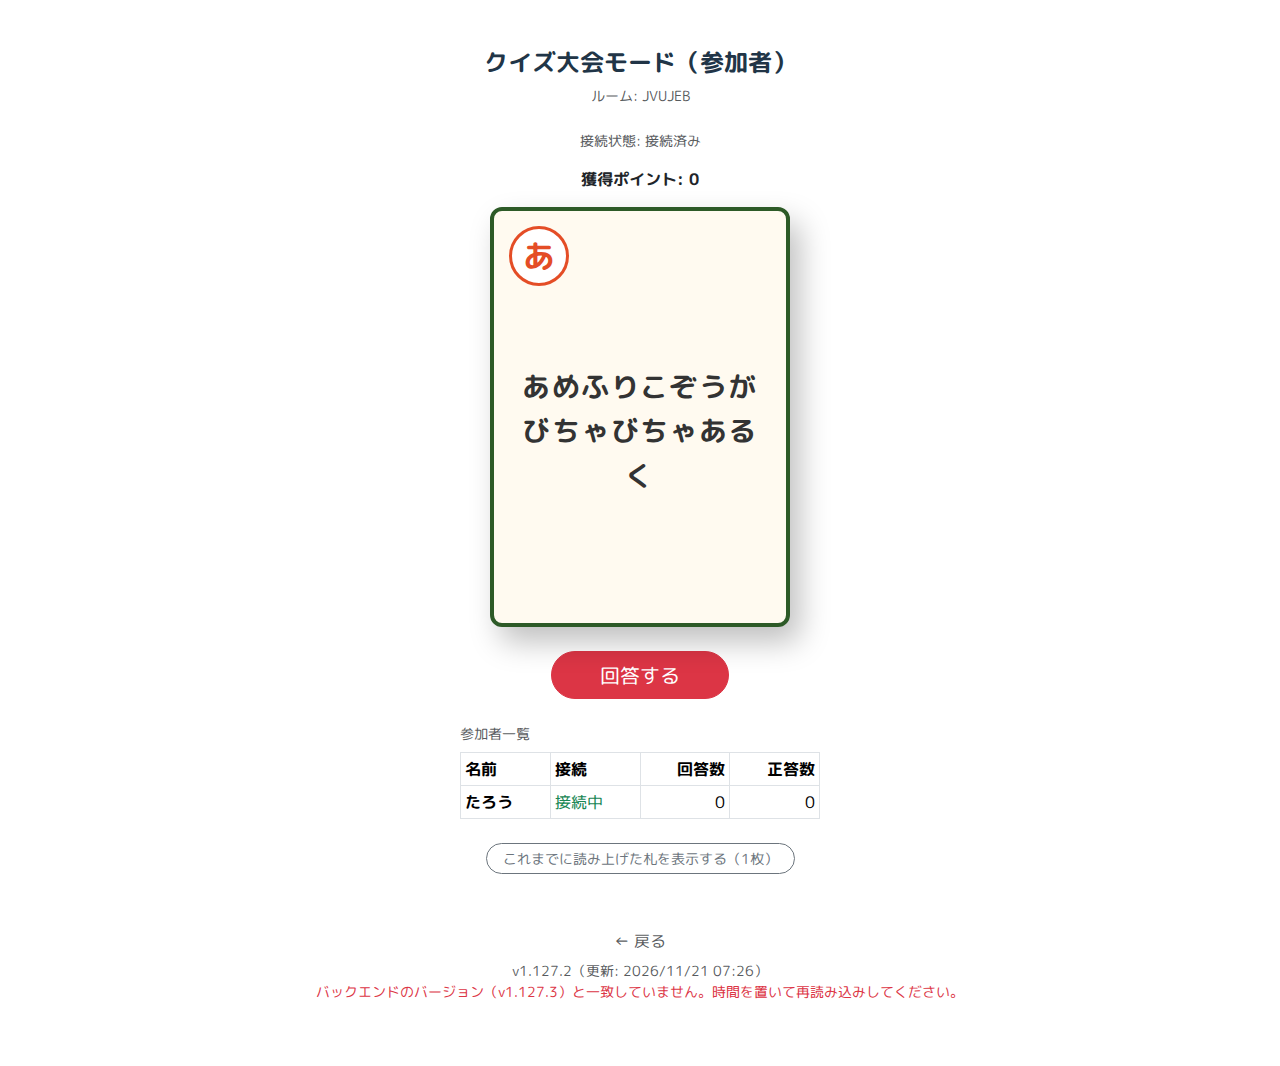 クイズ大会モード（参加者）
ルーム: JVUJEB
接続状態: 接続済み
獲得ポイント: 0
あ
あめふりこぞうが
びちゃびちゃある
く
回答する
参加者一覧
名前 接続 回答数 正答数
たろう 接続中 0 0
これまでに読み上げた札を表示する（1枚）
← 戻る
v1.127.2（更新: 2026/11/21 07:26）
バックエンドのバージョン（v1.127.3）と一致していません。時間を置いて再読み込みしてください。